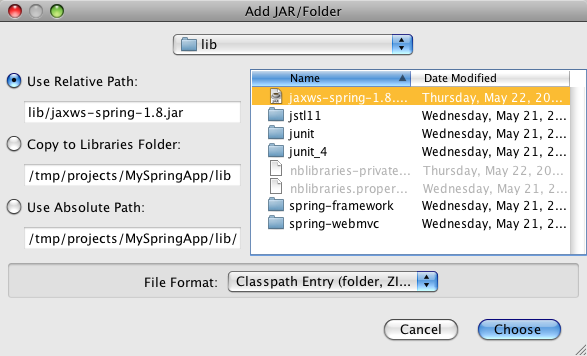 Add JAR/Folder
lib
Use Relative Path:
lib/jaxws-spring-1.8.jar
Copy to Libraries Folder:
/tmp/projects/MySpringApp/lib
Use Absolute Path:
/tmp/projects/MySpringApp/lib/
Name Date Modified
jaxws-spring-1.8.... Thursday, May 22, 20...
jstl11 Wednesday, May 21, 2...
junit Wednesday, May 21, 2...
junit_4 Wednesday, May 21, 2...
nblibraries-private... Thursday, May 22, 20...
nblibraries.proper... Wednesday, May 21, 2...
spring-framework Wednesday, May 21, 2...
spring-webmvc Wednesday, May 21, 2...
File Format: Classpath Entry (folder, ZI...
Cancel Choose